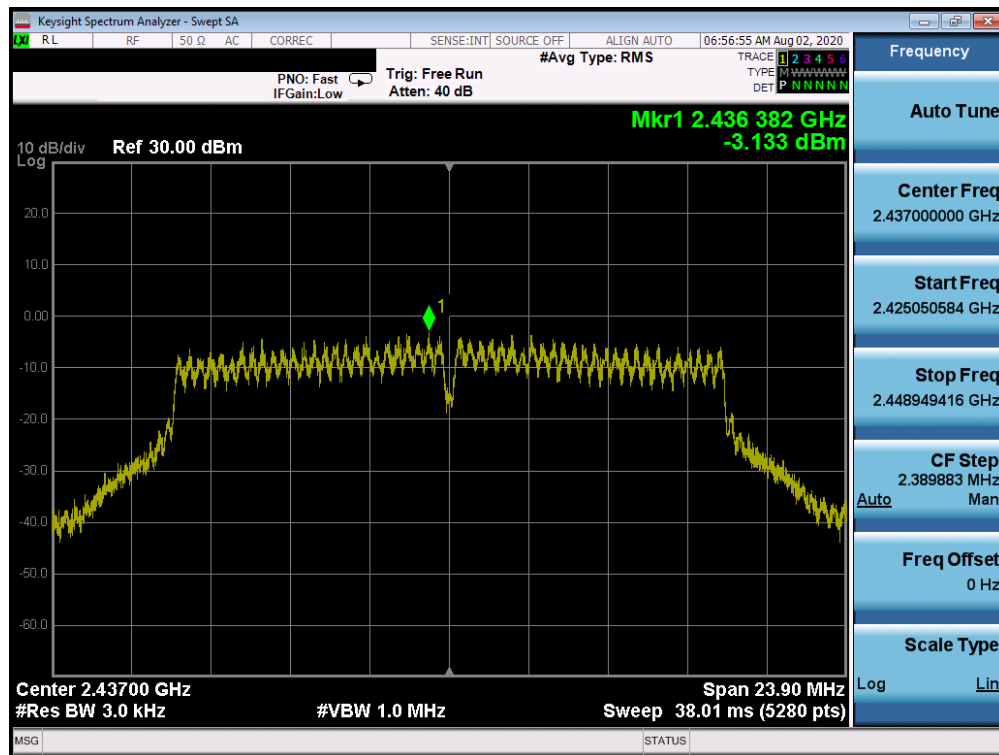 Keysight Spectrum Analyzer - Swept SA
LXI RL RF 50 Ω AC CORREC SENSE:INT SOURCE OFF ALIGN AUTO 06:56:55 AM Aug 02, 2020
#Avg Type: RMS
TRACE 1 2 3 4 5 6
PNO: Fast Trig: Free Run
TYPE M WWWWW
IFGain:Low Atten: 40 dB
DET P N N N N N
Mkr1 2.436 382 GHz
-3.133 dBm
10 dB/div Ref 30.00 dBm
Log
20.0
10.0
0.00
-10.0
-20.0
-30.0
-40.0
-50.0
-60.0
1
Center 2.43700 GHz Span 23.90 MHz
#Res BW 3.0 kHz #VBW 1.0 MHz Sweep 38.01 ms (5280 pts)
MSG STATUS
Frequency
Auto Tune
Center Freq
2.437000000 GHz
Start Freq
2.425050584 GHz
Stop Freq
2.448949416 GHz
CF Step
2.389883 MHz
Auto Man
Freq Offset
0 Hz
Scale Type
Log Lin